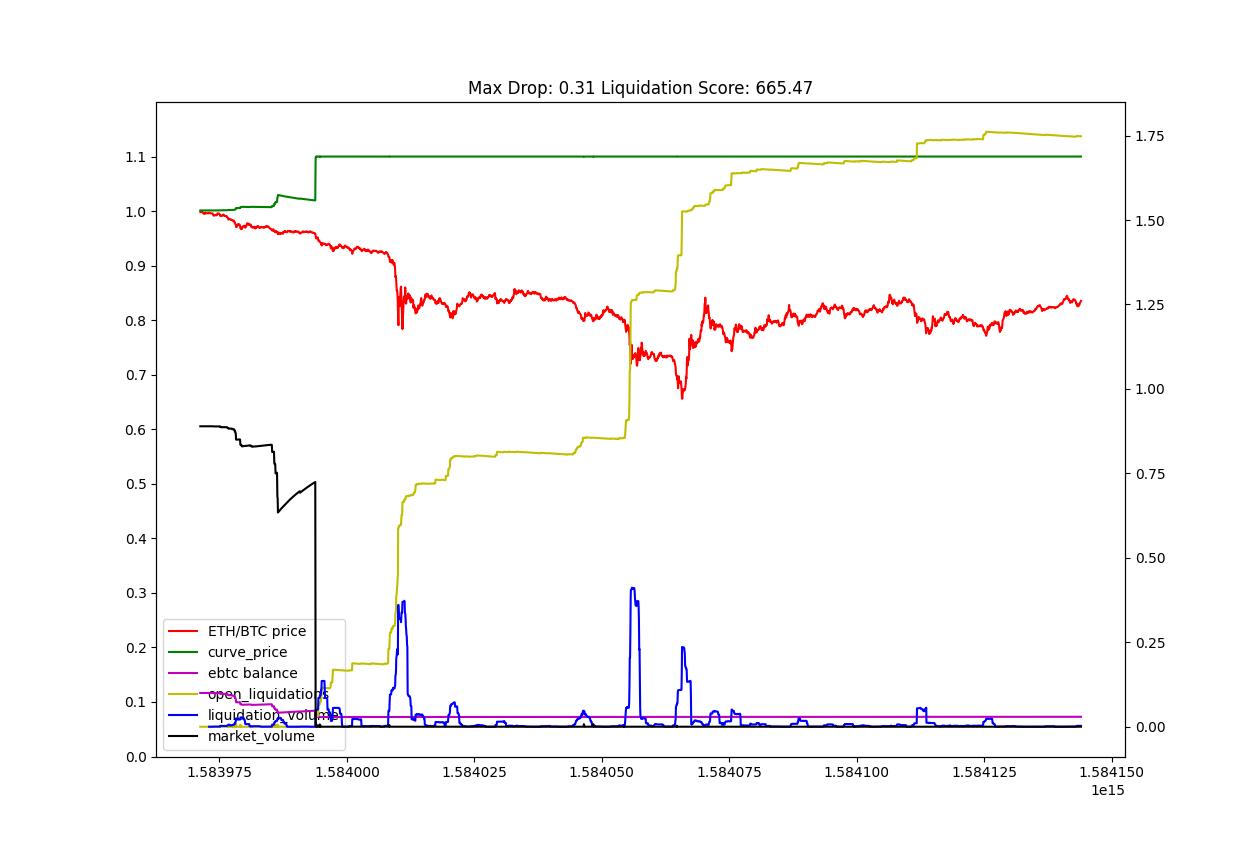 Max Drop: 0.31 Liquidation Score: 665.47
1.1
1.0
0.9
0.8
0.7
0.6
0.5
0.4
0.3
0.2
0.1
0.0
1.75
1.50
1.25
1.00
0.75
0.50
0.25
0.00
ETH/BTC price
curve_price
ebtc balance
open_liquidations
liquidation_volume
market_volume
1.583975 1.584000 1.584025 1.584050 1.584075 1.584100 1.584125 1.584150
1e15